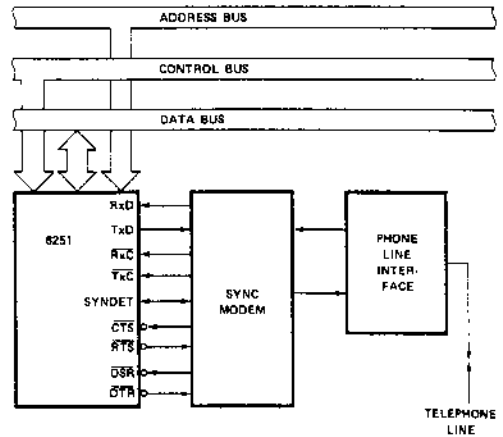 ADDRESS BUS
CONTROL BUS
DATA BUS
6251
RxD
TxD
RxC
TxC
SYNDET
CTS
RTS
DSR
DTR
SYNC
MODEM
PHONE
LINE
INTER-
FACE
TELEPHONE
LINE